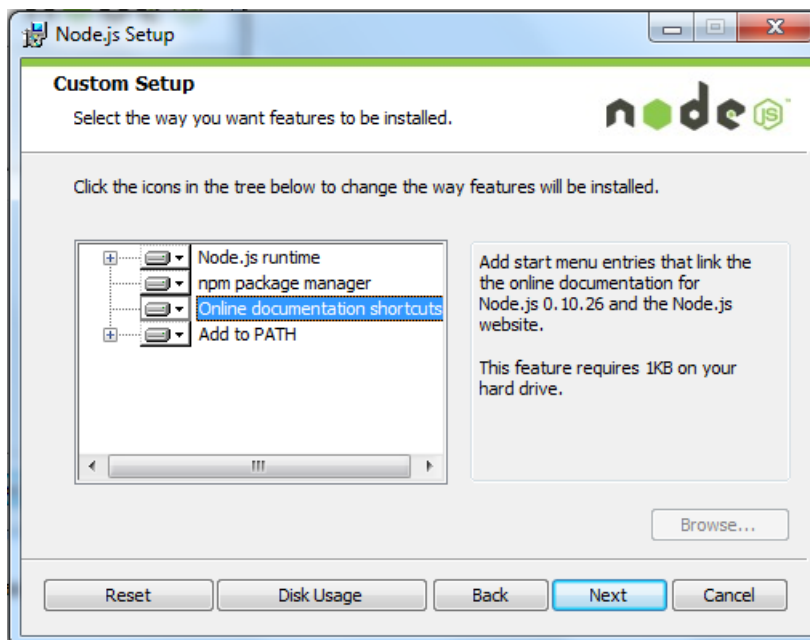 Node.js Setup
Custom Setup
Select the way you want features to be installed.
node JS ™
Click the icons in the tree below to change the way features will be installed.
Node.js runtime
npm package manager
Online documentation shortcuts
Add to PATH
Add start menu entries that link the
the online documentation for
Node.js 0.10.26 and the Node.js
website.
This feature requires 1KB on your
hard drive.
Browse...
Reset
Disk Usage
Back
Next
Cancel